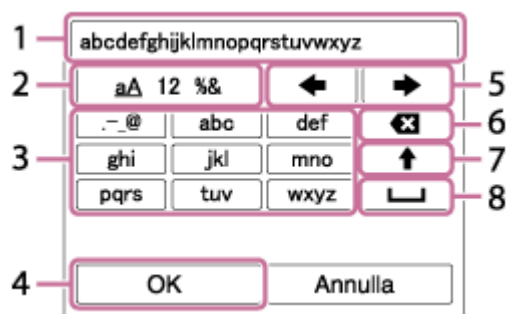 1 abcdefghijklmnopqrstuvwxyz
2 aA 12 %& 5
.-_@ abc def 6
3 ghi jkl mno 7
pqrs tuv wxyz 8
4 OK Annulla